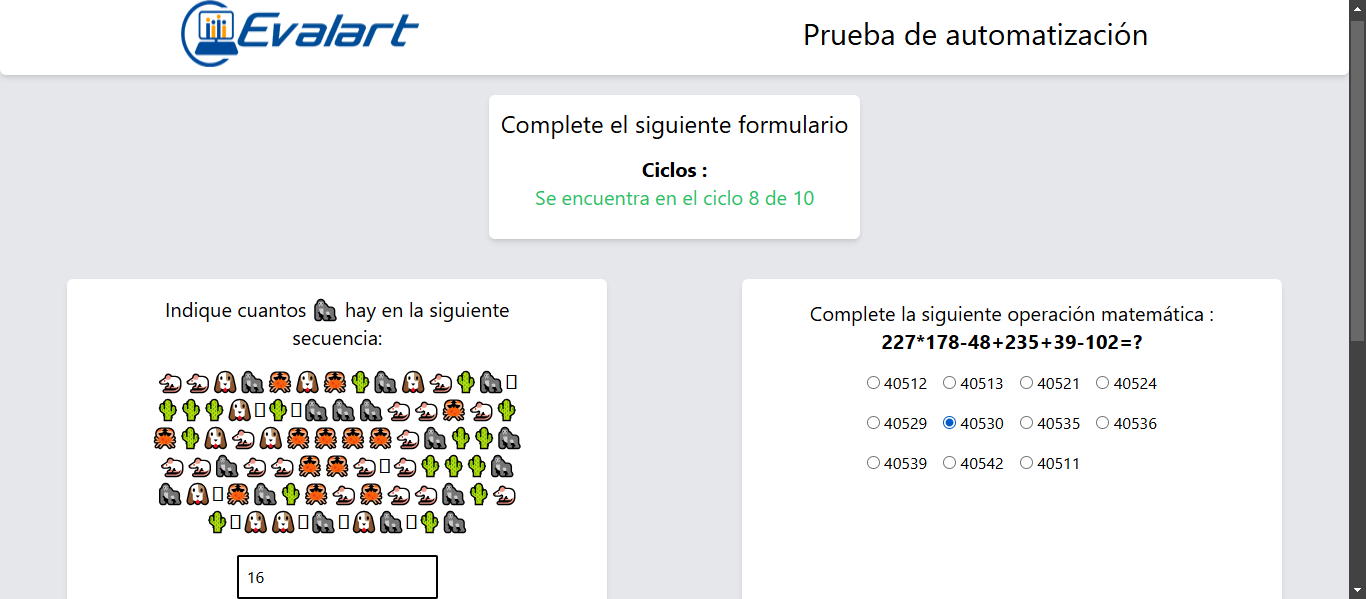 Evalart
Prueba de automatización
Complete el siguiente formulario
Ciclos :
Se encuentra en el ciclo 8 de 10
Indique cuantos 🦍 hay en la siguiente
secuencia:
16
Complete la siguiente operación matemática :
227*178-48+235+39-102=?
40512 40513 40521 40524
40529 40530 40535 40536
40539 40542 40511